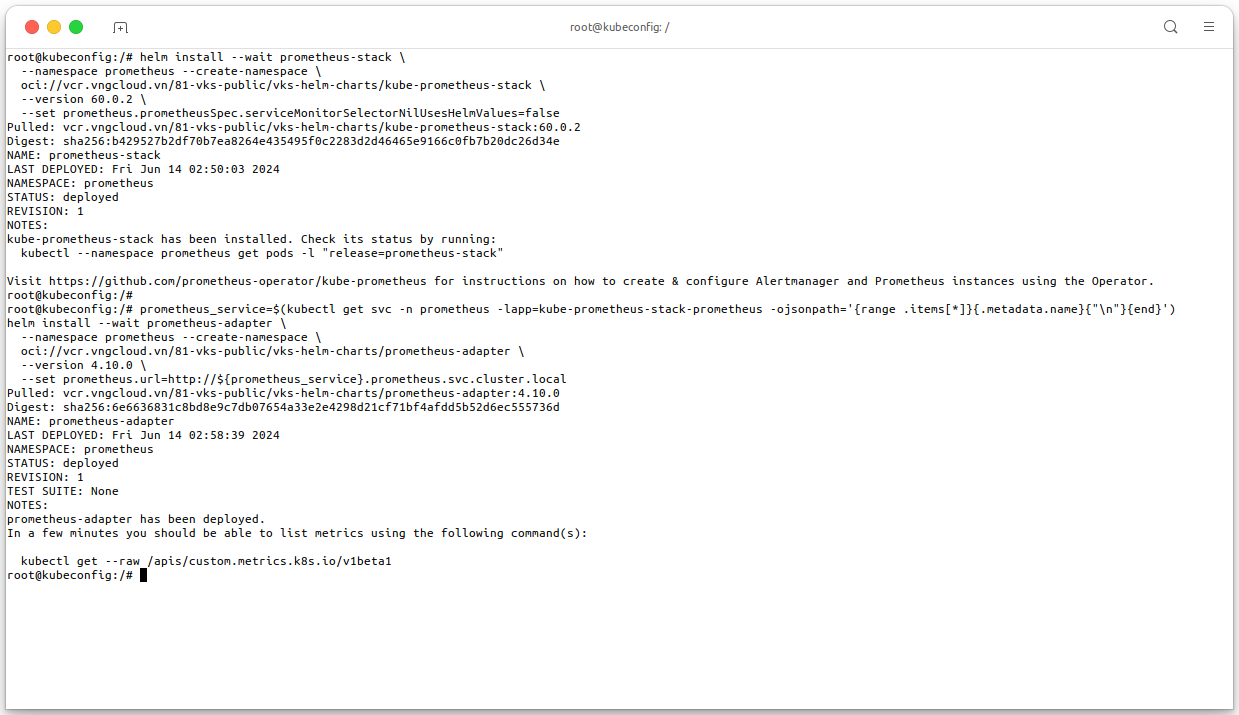 root@kubeconfig: /
root@kubeconfig:/# helm install --wait prometheus-stack \
  --namespace prometheus --create-namespace \
  oci://vcr.vngcloud.vn/81-vks-public/vks-helm-charts/kube-prometheus-stack \
  --version 60.0.2 \
  --set prometheus.prometheusSpec.serviceMonitorSelectorNilUsesHelmValues=false
Pulled: vcr.vngcloud.vn/81-vks-public/vks-helm-charts/kube-prometheus-stack:60.0.2
Digest: sha256:b429527b2df70b7ea8264e435495f0c2283d2d46465e9166c0fb7b20dc26d34e
NAME: prometheus-stack
LAST DEPLOYED: Fri Jun 14 02:50:03 2024
NAMESPACE: prometheus
STATUS: deployed
REVISION: 1
NOTES:
kube-prometheus-stack has been installed. Check its status by running:
  kubectl --namespace prometheus get pods -l "release=prometheus-stack"

Visit https://github.com/prometheus-operator/kube-prometheus for instructions on how to create & configure Alertmanager and Prometheus instances using the Operator.
root@kubeconfig:/#
root@kubeconfig:/# prometheus_service=$(kubectl get svc -n prometheus -lapp=kube-prometheus-stack-prometheus -ojsonpath='{range .items[*]}{.metadata.name}{"\n"}{end}')
helm install --wait prometheus-adapter \
  --namespace prometheus --create-namespace \
  oci://vcr.vngcloud.vn/81-vks-public/vks-helm-charts/prometheus-adapter \
  --version 4.10.0 \
  --set prometheus.url=http://${prometheus_service}.prometheus.svc.cluster.local
Pulled: vcr.vngcloud.vn/81-vks-public/vks-helm-charts/prometheus-adapter:4.10.0
Digest: sha256:6e6636831c8bd8e9c7db07654a33e2e4298d21cf71bf4afdd5b52d6ec555736d
NAME: prometheus-adapter
LAST DEPLOYED: Fri Jun 14 02:58:39 2024
NAMESPACE: prometheus
STATUS: deployed
REVISION: 1
TEST SUITE: None
NOTES:
prometheus-adapter has been deployed.
In a few minutes you should be able to list metrics using the following command(s):

  kubectl get --raw /apis/custom.metrics.k8s.io/v1beta1
root@kubeconfig:/#